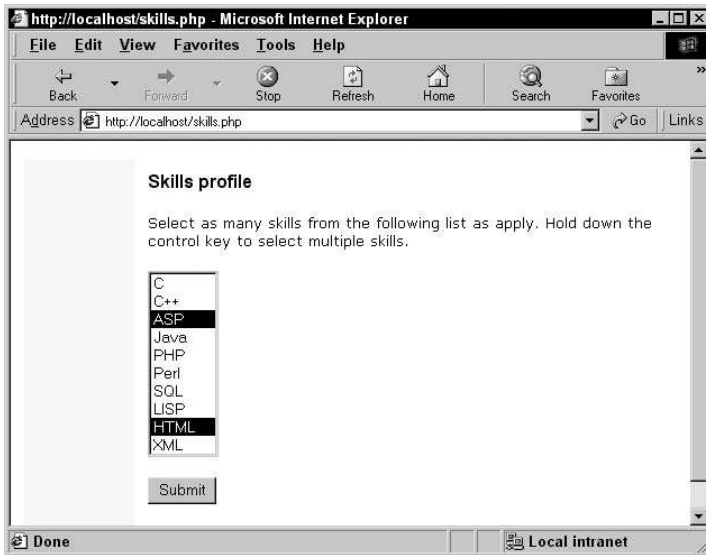 http://localhost/skills.php - Microsoft Internet Explorer
File Edit View Favorites Tools Help
Back Forward Stop Refresh Home Search Favorites »
Address http://localhost/skills.php Go Links
Skills profile
Select as many skills from the following list as apply. Hold down the
control key to select multiple skills.
C
C++
ASP
Java
PHP
Perl
SQL
LISP
HTML
XML
Submit
Done Local intranet